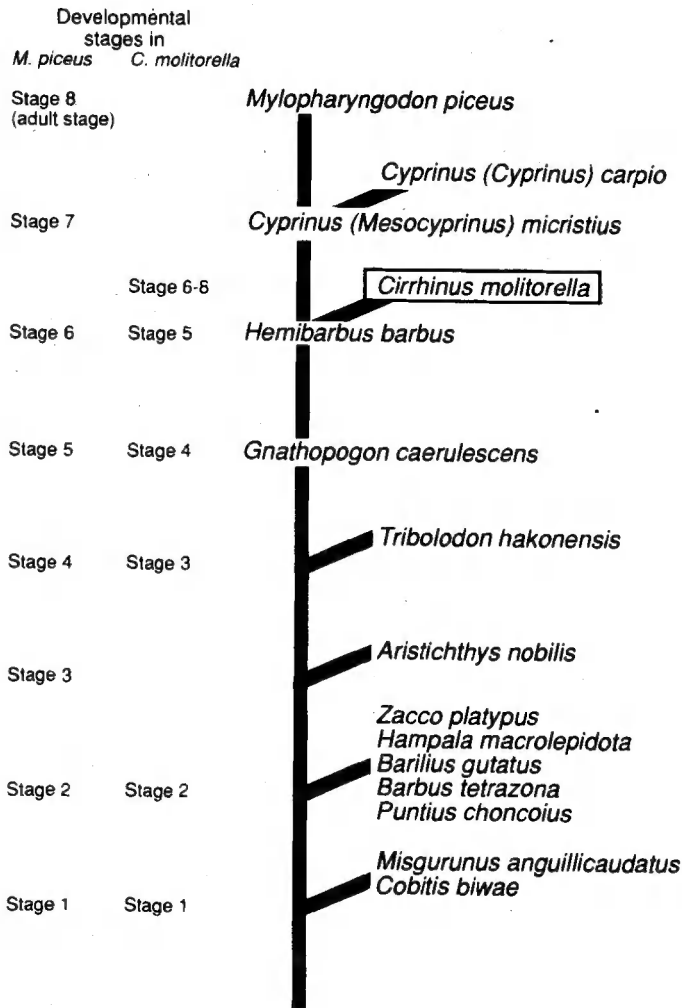 Developmental
stages in
M. piceus C. molitorella
Stage 8
(adult stage)
Mylopharyngodon piceus
Cyprinus (Cyprinus) carpio
Stage 7 Cyprinus (Mesocyprinus) micristius
Stage 6-8 Cirrhinus molitorella
Stage 6 Stage 5 Hemibarbus barbus
Stage 5 Stage 4 Gnathopogon caerulescens
Tribolodon hakonensis
Stage 4 Stage 3
Aristichthys nobilis
Stage 3
Zacco platypus
Hampala macrolepidota
Barilius gutatus
Stage 2 Stage 2 Barbus tetrazona
Puntius choncoius
Misgurunus anguillicaudatus
Cobitis biwae
Stage 1 Stage 1